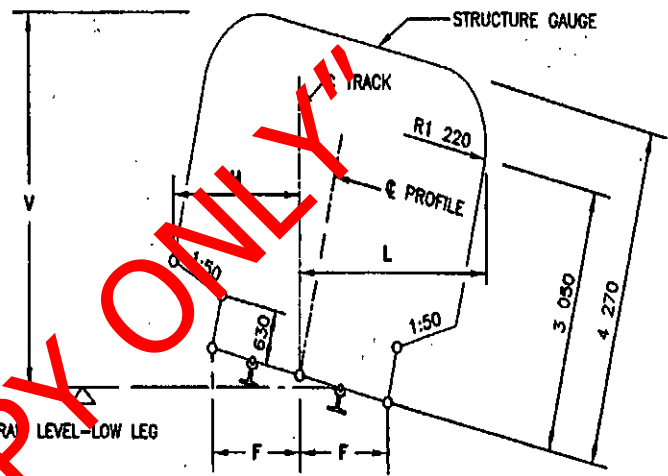 STRUCTURE GAUGE
℄ TRACK
R1 220
V
H
℄ PROFILE
L
1:50
1:50
630
3 050
4 270
RAIL LEVEL-LOW LEG
F F
PY ONLY"